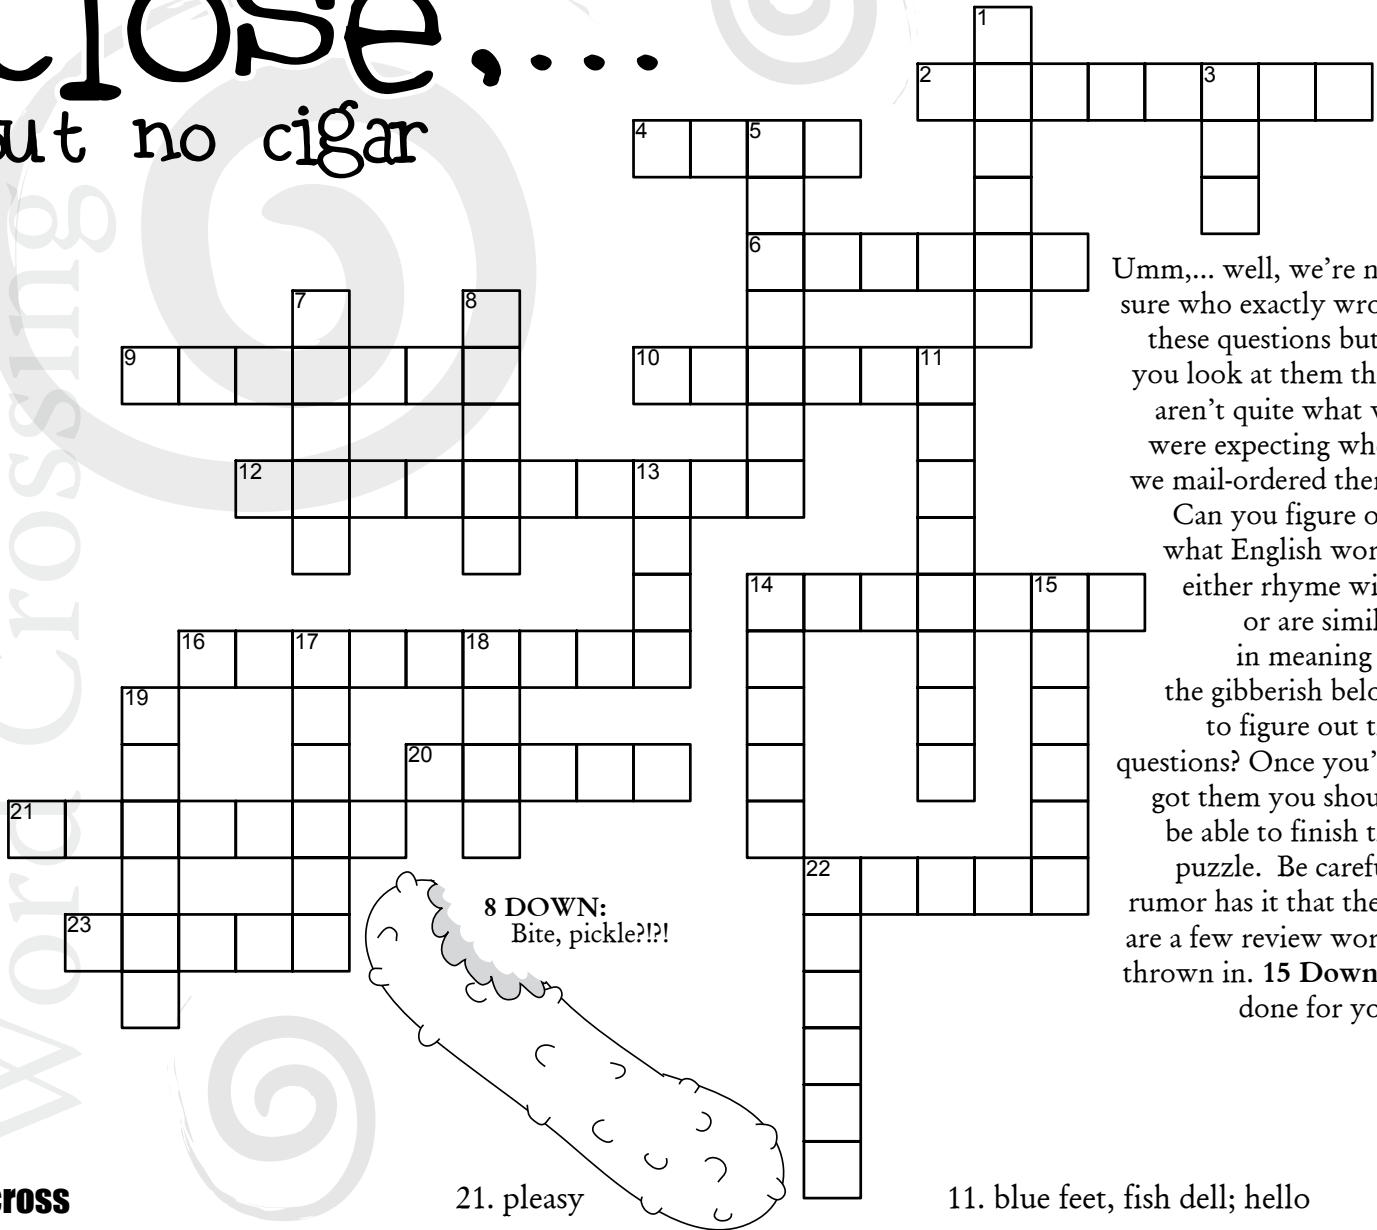 close,...
ut no cigar
Word Crossing
1
2 3
4 5
6
7 8
9 10 11
12 13
14 15
16 17 18
19
20
21
22
23
Umm,... well, we're n
sure who exactly wro
these questions but
you look at them th
aren't quite what w
were expecting whe
we mail-ordered ther
Can you figure o
what English wor
either rhyme wi
or are simil
in meaning
the gibberish belo
to figure out t
questions? Once you'
got them you shou
be able to finish t
puzzle. Be carefu
rumor has it that the
are a few review wor
thrown in. 15 Down
done for yo
8 DOWN:
Bite, pickle?!?!
cross
21. pleasy
11. blue feet, fish dell; hello